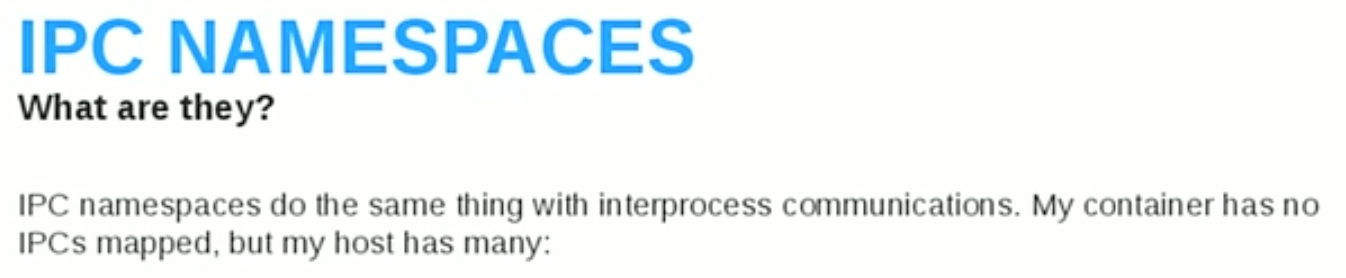 IPC NAMESPACES
What are they?
IPC namespaces do the same thing with interprocess communications. My container has no
IPCs mapped, but my host has many: